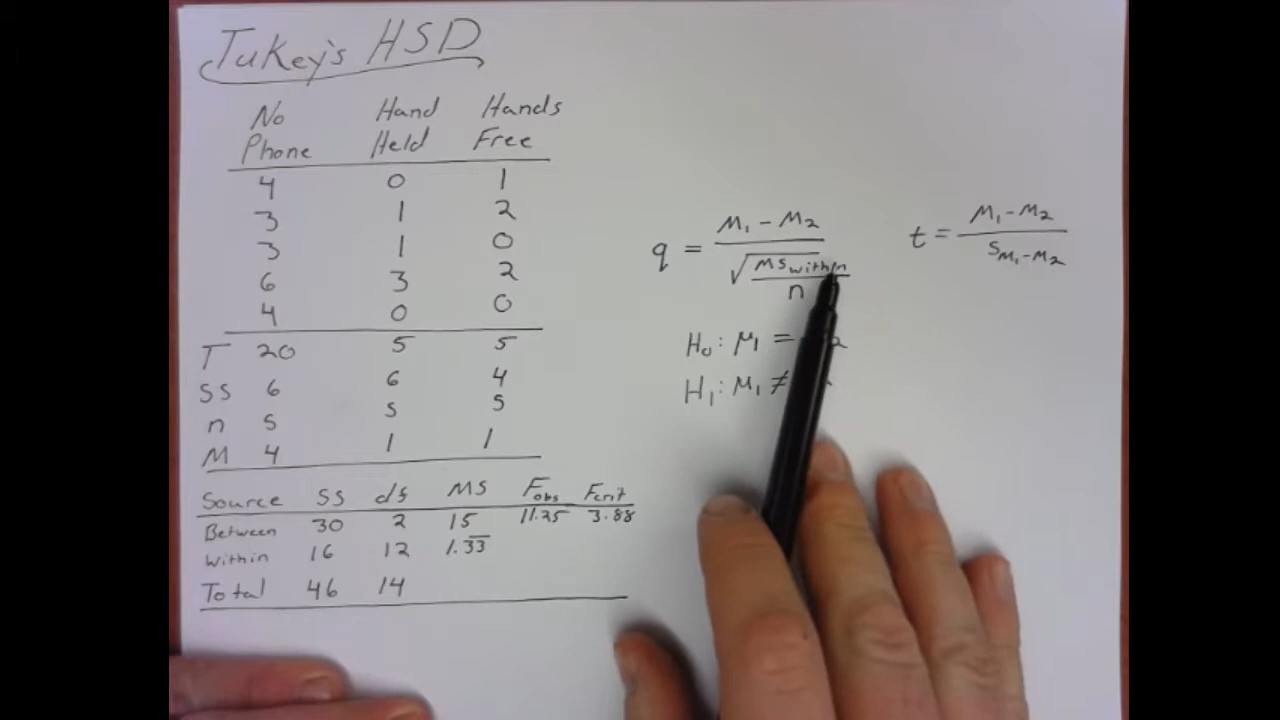 Tukey's HSD
No Phone Hand Held Hands Free
4 0 1
3 1 2
3 1 0
6 3 2
4 0 0
T 20 5 5
SS 6 6 4
n 5 5 5
M 4 1 1
Source SS df MS Fobs Fcrit
Between 30 2 15 11.25 3.88
Within 16 12 1.33
Total 46 14
q = M₁ - M₂
√MSwithin
n
t = M₁-M₂
sM₁-M₂
H₀: μ₁ =
H₁: μ₁ ≠